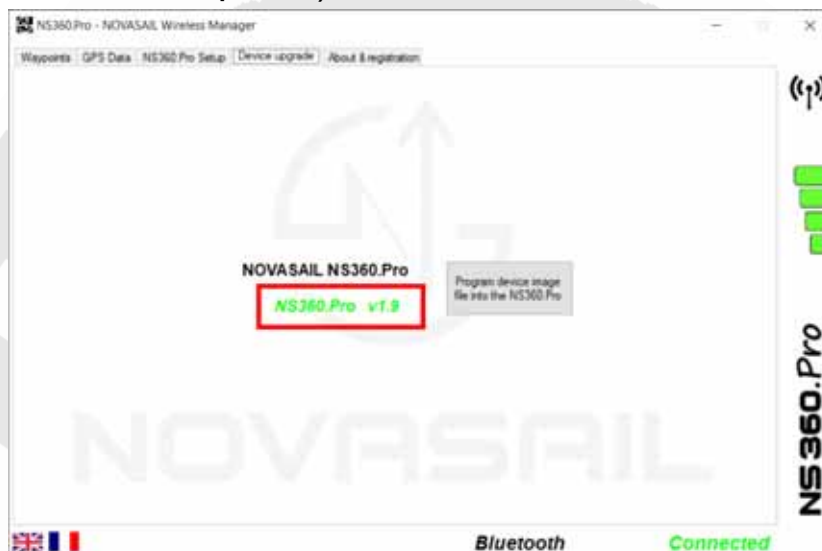 NS360.Pro - NOVASAIL Wireless Manager
Waypoints GPS Data NS360.Pro Setup Device upgrade About & registration
NOVASAIL NS360.Pro
NS360.Pro v1.9
Program device image
file into the NS360.Pro
NOVASAIL
NS360.Pro
Bluetooth Connected